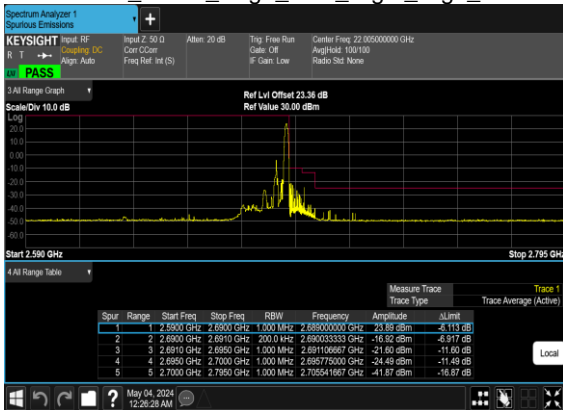 Spectrum Analyzer 1
Spurious Emissions
KEYSIGHT Input: RF Input Z: 50 Ω Atten: 20 dB Trig: Free Run Center Freq: 22.005000000 GHz
R T Coupling: DC Corr CCorr Gate: Off Avg|Hold: 100/100
Align: Auto Freq Ref: Int (S) IF Gain: Low Radio Std: None
PASS
3 All Range Graph
Ref Lvl Offset 23.36 dB
Scale/Div 10.0 dB Ref Value 30.00 dBm
Log
20.0
10.0
0.00
-10.0
-20.0
-30.0
-40.0
-50.0
-60.0
Start 2.590 GHz Stop 2.795 GHz
4 All Range Table
Measure Trace Trace 1
Trace Type Trace Average (Active)
Spur Range Start Freq Stop Freq RBW Frequency Amplitude ΔLimit
1 1 2.5900 GHz 2.6900 GHz 1.000 MHz 2.689000000 GHz 23.89 dBm -6.113 dB
2 2 2.6900 GHz 2.6910 GHz 200.0 kHz 2.690033333 GHz -16.92 dBm -6.917 dB
3 3 2.6910 GHz 2.6950 GHz 1.000 MHz 2.691106667 GHz -21.60 dBm -11.60 dB
4 4 2.6950 GHz 2.7000 GHz 1.000 MHz 2.695775000 GHz -24.49 dBm -11.49 dB
5 5 2.7000 GHz 2.7950 GHz 1.000 MHz 2.705541667 GHz -41.87 dBm -16.87 dB
Local
May 04, 2024
12:26:28 AM